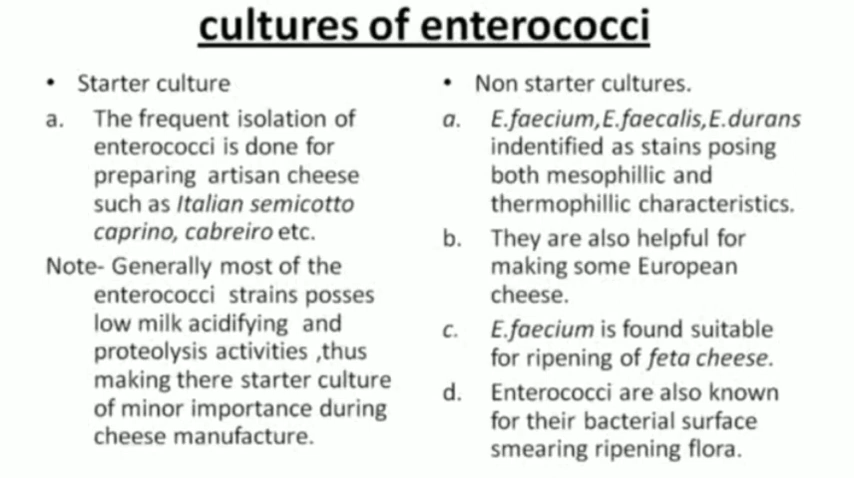 cultures of enterococci
• Starter culture
a. The frequent isolation of
enterococci is done for
preparing artisan cheese
such as Italian semicotto
caprino, cabreiro etc.
Note- Generally most of the
enterococci strains posses
low milk acidifying and
proteolysis activities ,thus
making there starter culture
of minor importance during
cheese manufacture.
• Non starter cultures.
a. E.faecium,E.faecalis,E.durans
indentified as stains posing
both mesophillic and
thermophillic characteristics.
b. They are also helpful for
making some European
cheese.
c. E.faecium is found suitable
for ripening of feta cheese.
d. Enterococci are also known
for their bacterial surface
smearing ripening flora.